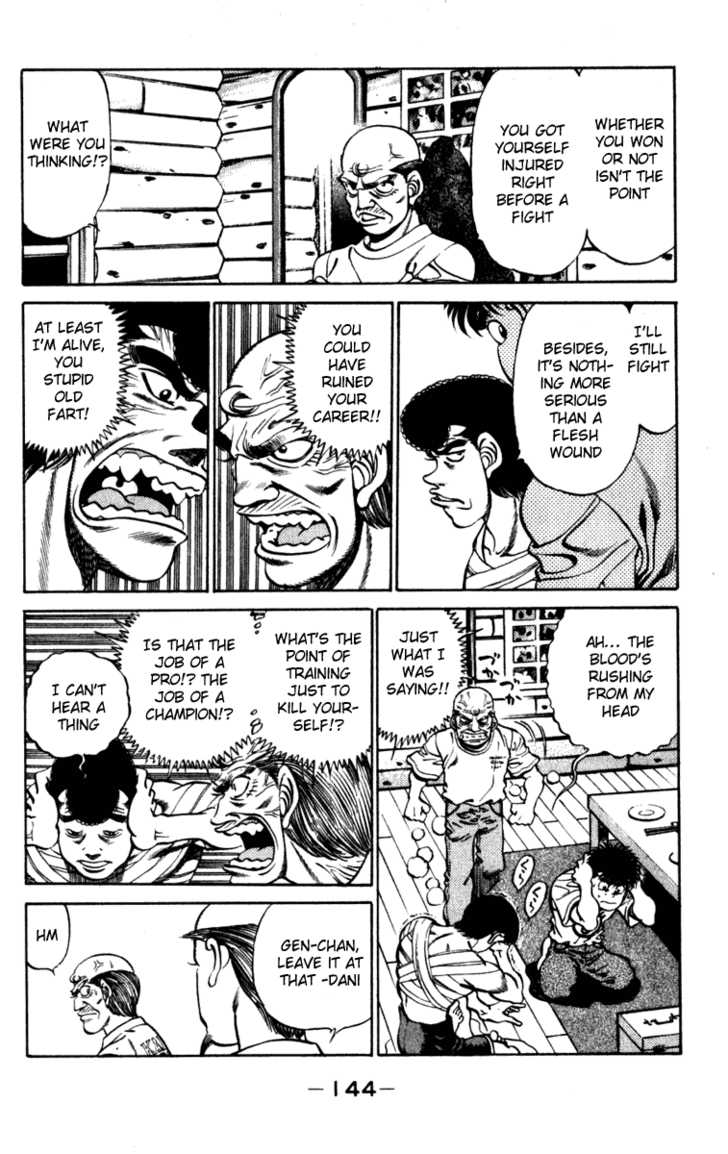 WHETHER
YOU WON
OR NOT
ISN'T THE
POINT
YOU GOT
YOURSELF
INJURED
RIGHT
BEFORE A
FIGHT
WHAT
WERE YOU
THINKING!?
I'LL
STILL
FIGHT
BESIDES,
IT'S NOTH-
ING MORE
SERIOUS
THAN A
FLESH
WOUND
YOU
COULD
HAVE
RUINED
YOUR
CAREER!!
AT LEAST
I'M ALIVE,
YOU
STUPID
OLD
FART!
AH... THE
BLOOD'S
RUSHING
FROM MY
HEAD
JUST
WHAT I
WAS
SAYING!!
WHAT'S THE
POINT OF
TRAINING
JUST TO
KILL YOUR-
SELF!?
IS THAT THE
JOB OF A
PRO!? THE
JOB OF A
CHAMPION!?
I CAN'T
HEAR A
THING
GEN-CHAN,
LEAVE IT AT
THAT -DANI
HM
-144-